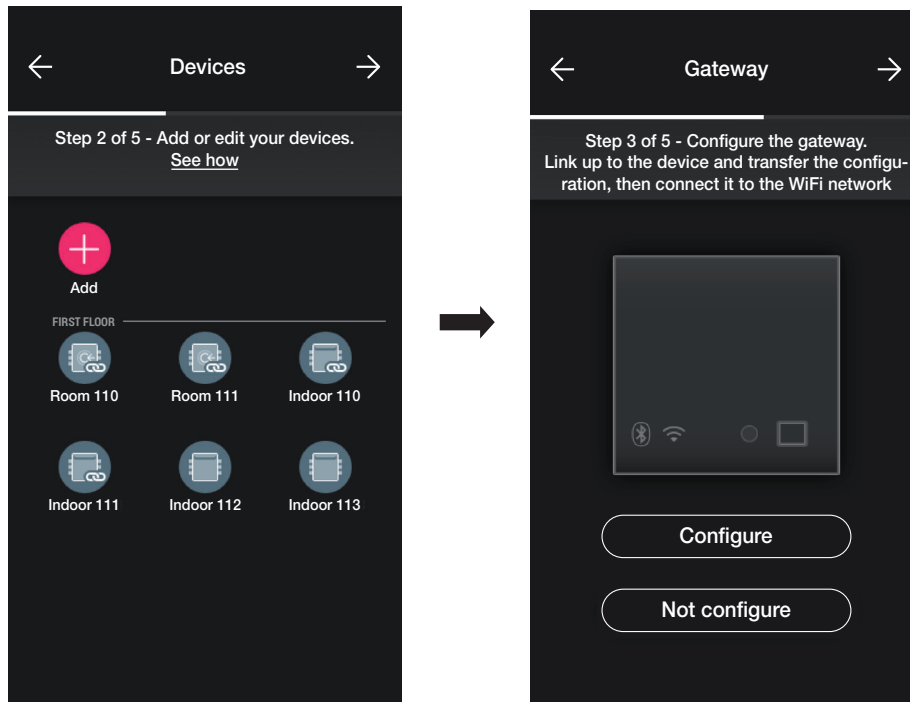 Devices
Step 2 of 5 - Add or edit your devices.
See how
Add
FIRST FLOOR
Room 110
Room 111
Indoor 110
Indoor 111
Indoor 112
Indoor 113
Gateway
Step 3 of 5 - Configure the gateway.
Link up to the device and transfer the configu-
ration, then connect it to the WiFi network
Configure
Not configure